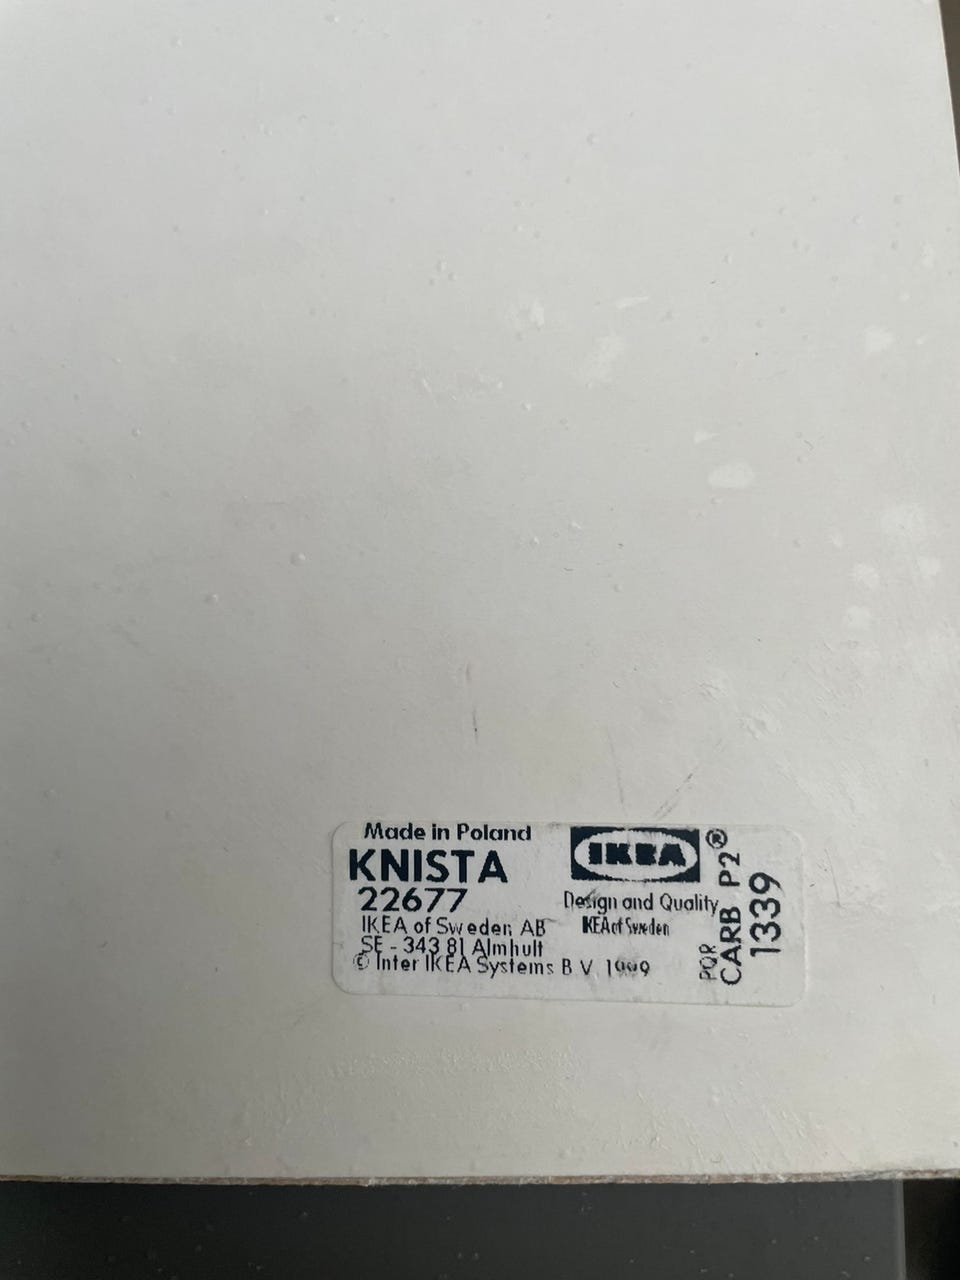 Made in Poland
KNISTA
22677
IKEA of Sweden AB
SE - 343 81 Almhult
© Inter IKEA Systems B V 1999
IKEA®
Design and Quality
IKEA of Sweden
PQR
CARB P2
1339